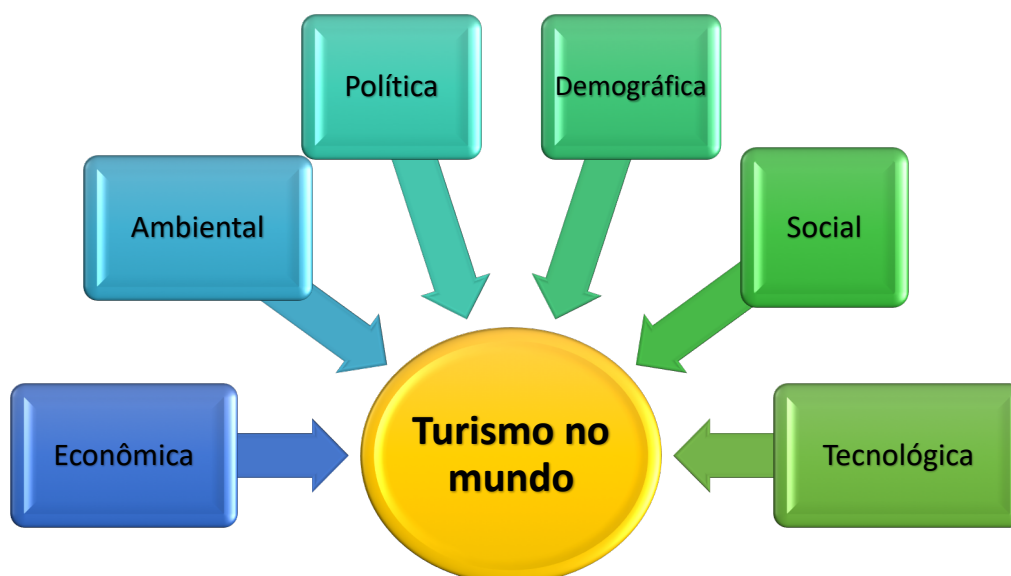 Política
Demográfica
Ambiental
Social
Econômica
Turismo no
mundo
Tecnológica